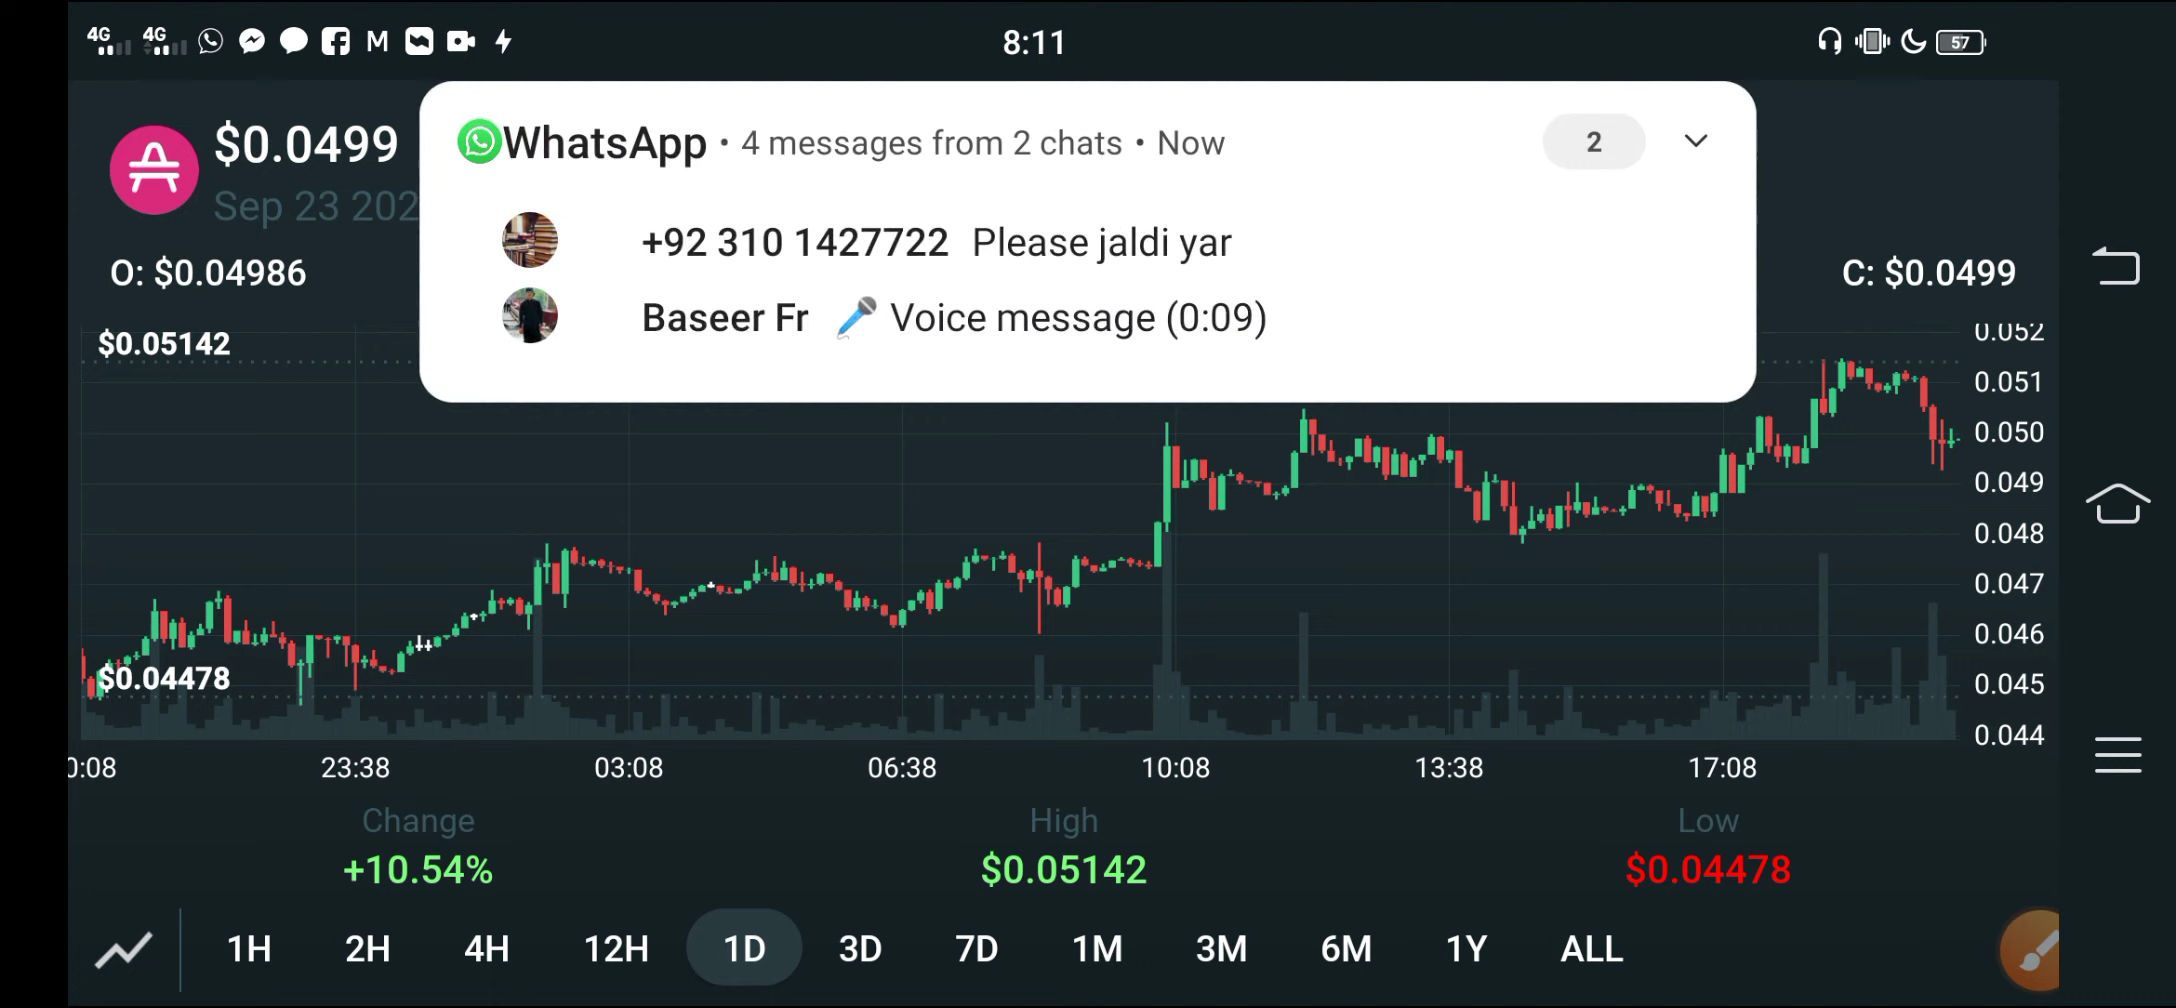 4G 4G 8:11 57
$0.0499
WhatsApp • 4 messages from 2 chats • Now 2
Sep 23 202
+92 310 1427722 Please jaldi yar
O: $0.04986
C: $0.0499
Baseer Fr Voice message (0:09)
$0.05142
0.052
0.051
0.050
0.049
0.048
0.047
0.046
$0.04478
0.045
0.044
0:08 23:38 03:08 06:38 10:08 13:38 17:08
Change High Low
+10.54% $0.05142 $0.04478
1H 2H 4H 12H 1D 3D 7D 1M 3M 6M 1Y ALL